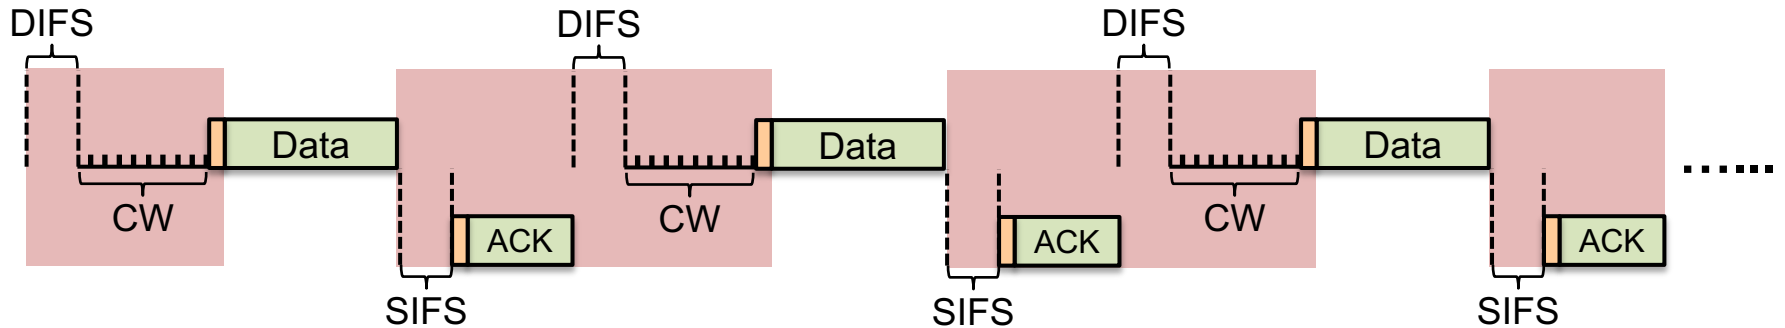 DIFS DIFS DIFS
Data Data Data
CW CW CW
ACK ACK ACK
SIFS SIFS SIFS